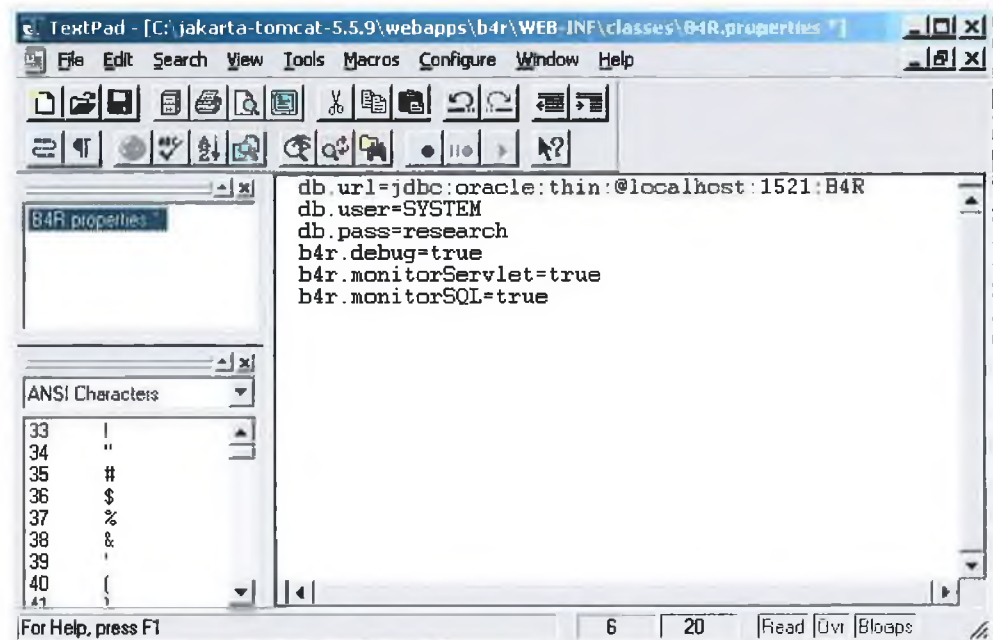 TextPad - [C:\jakarta-tomcat-5.5.9\webapps\b4r\WEB-INF\classes\B4R.properties *]
File Edit Search View Tools Macros Configure Window Help
B4R.properties *
db.url=jdbc:oracle:thin:@localhost:1521:B4R
db.user=SYSTEM
db.pass=research
b4r.debug=true
b4r.monitorServlet=true
b4r.monitorSQL=true
ANSI Characters
33 !
34 "
35 #
36 $
37 %
38 &
39 '
40 (
41 )
For Help, press F1
6 20 Read Ovr